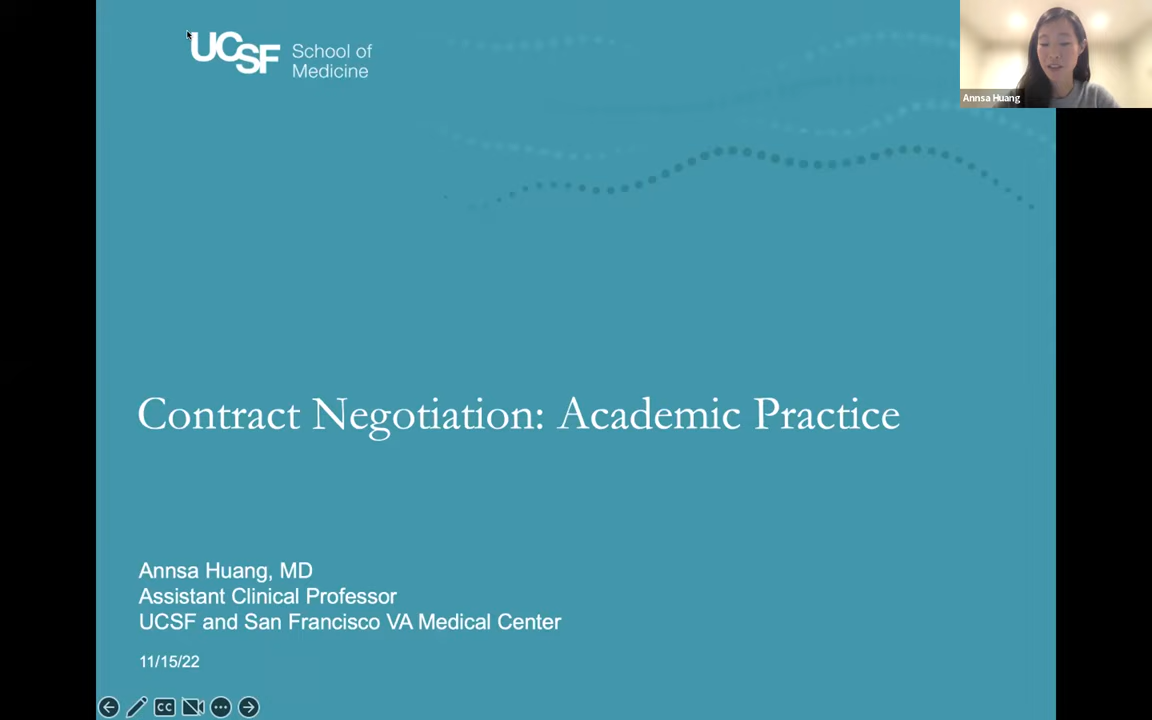 UCSF School of
Medicine
Annsa Huang
Contract Negotiation: Academic Practice
Annsa Huang, MD
Assistant Clinical Professor
UCSF and San Francisco VA Medical Center
11/15/22
CC